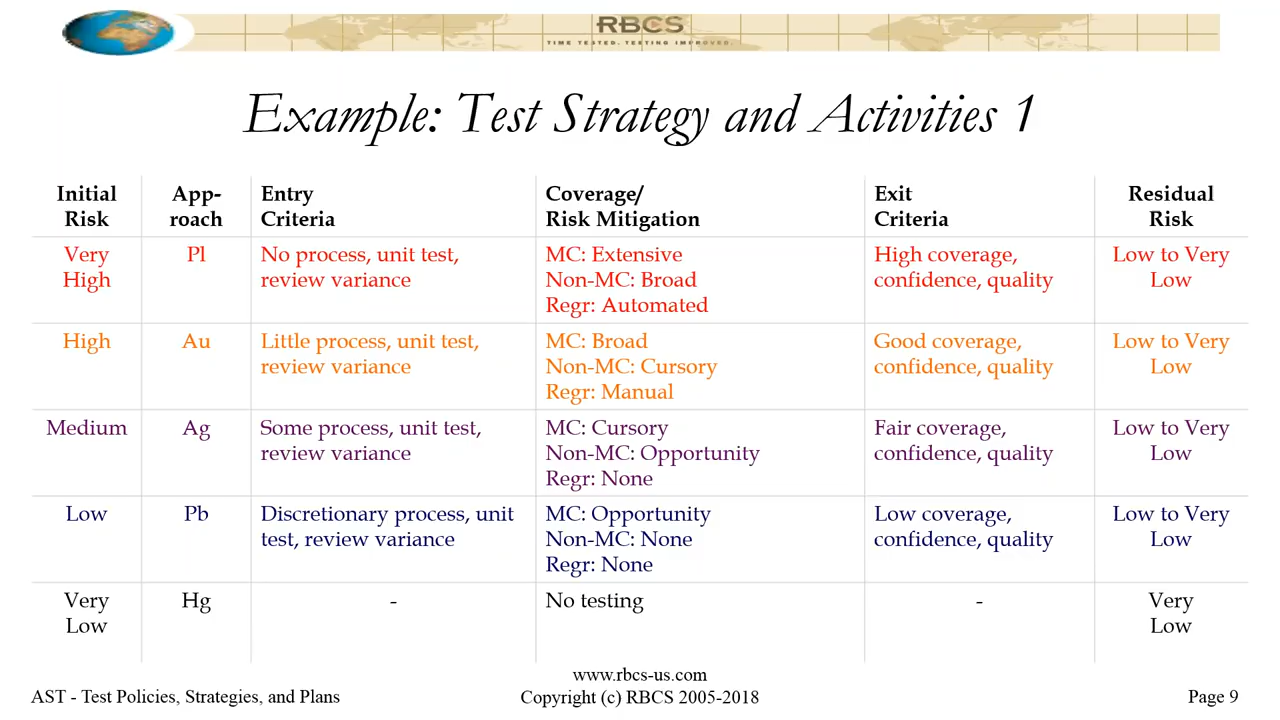 RBCS
TIME TESTED. TESTING IMPROVED.
Example: Test Strategy and Activities 1
Initial
Risk
App-
roach
Entry
Criteria
Coverage/
Risk Mitigation
Exit
Criteria
Residual
Risk
Very
High
Pl
No process, unit test,
review variance
MC: Extensive
Non-MC: Broad
Regr: Automated
High coverage,
confidence, quality
Low to Very
Low
High
Au
Little process, unit test,
review variance
MC: Broad
Non-MC: Cursory
Regr: Manual
Good coverage,
confidence, quality
Low to Very
Low
Medium
Ag
Some process, unit test,
review variance
MC: Cursory
Non-MC: Opportunity
Regr: None
Fair coverage,
confidence, quality
Low to Very
Low
Low
Pb
Discretionary process, unit
test, review variance
MC: Opportunity
Non-MC: None
Regr: None
Low coverage,
confidence, quality
Low to Very
Low
Very
Low
Hg
-
No testing
-
Very
Low
www.rbcs-us.com
AST - Test Policies, Strategies, and Plans
Copyright (c) RBCS 2005-2018
Page 9